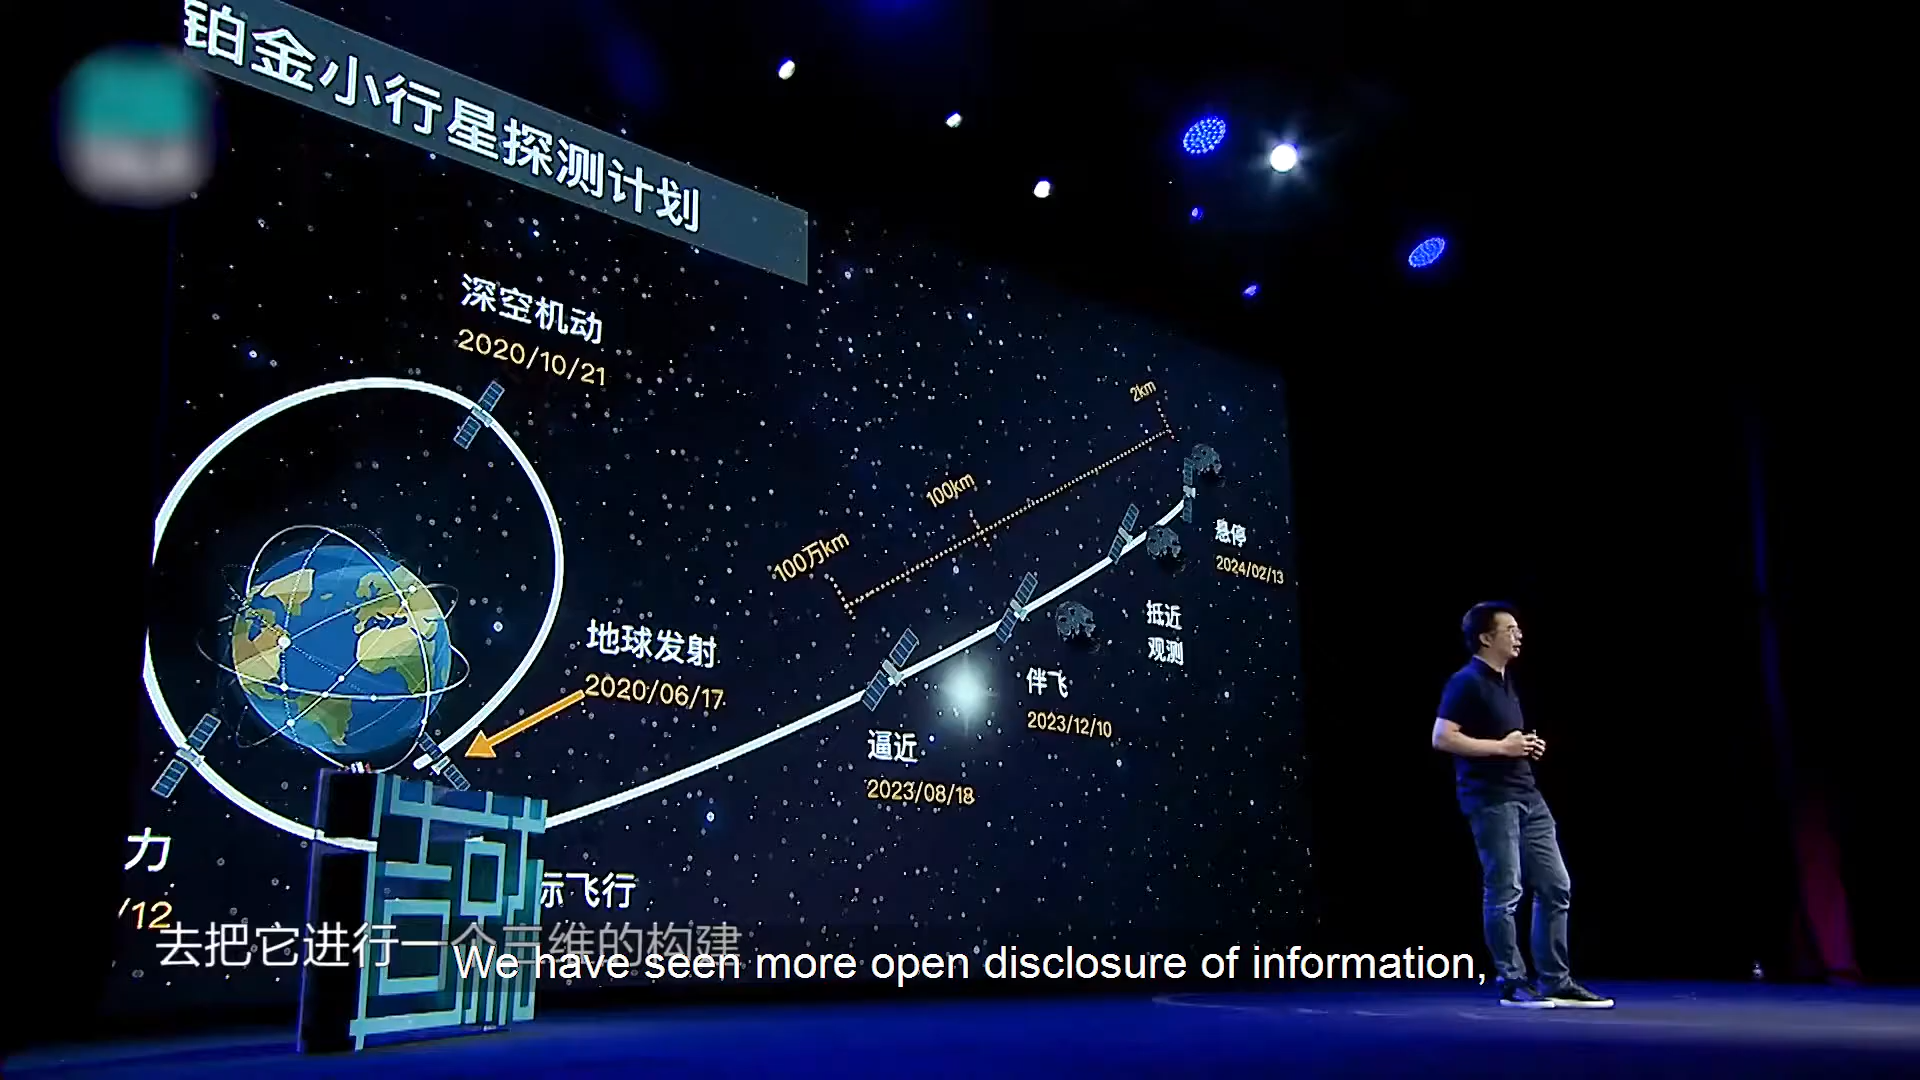 铂金小行星探测计划
深空机动
2020/10/21
2km
100km
100万km
悬停
2024/02/13
地球发射
2020/06/17
抵近
观测
伴飞
2023/12/10
逼近
2023/08/18
力
/12
际飞行
去把它进行一个三维的构建
We have seen more open disclosure of information,